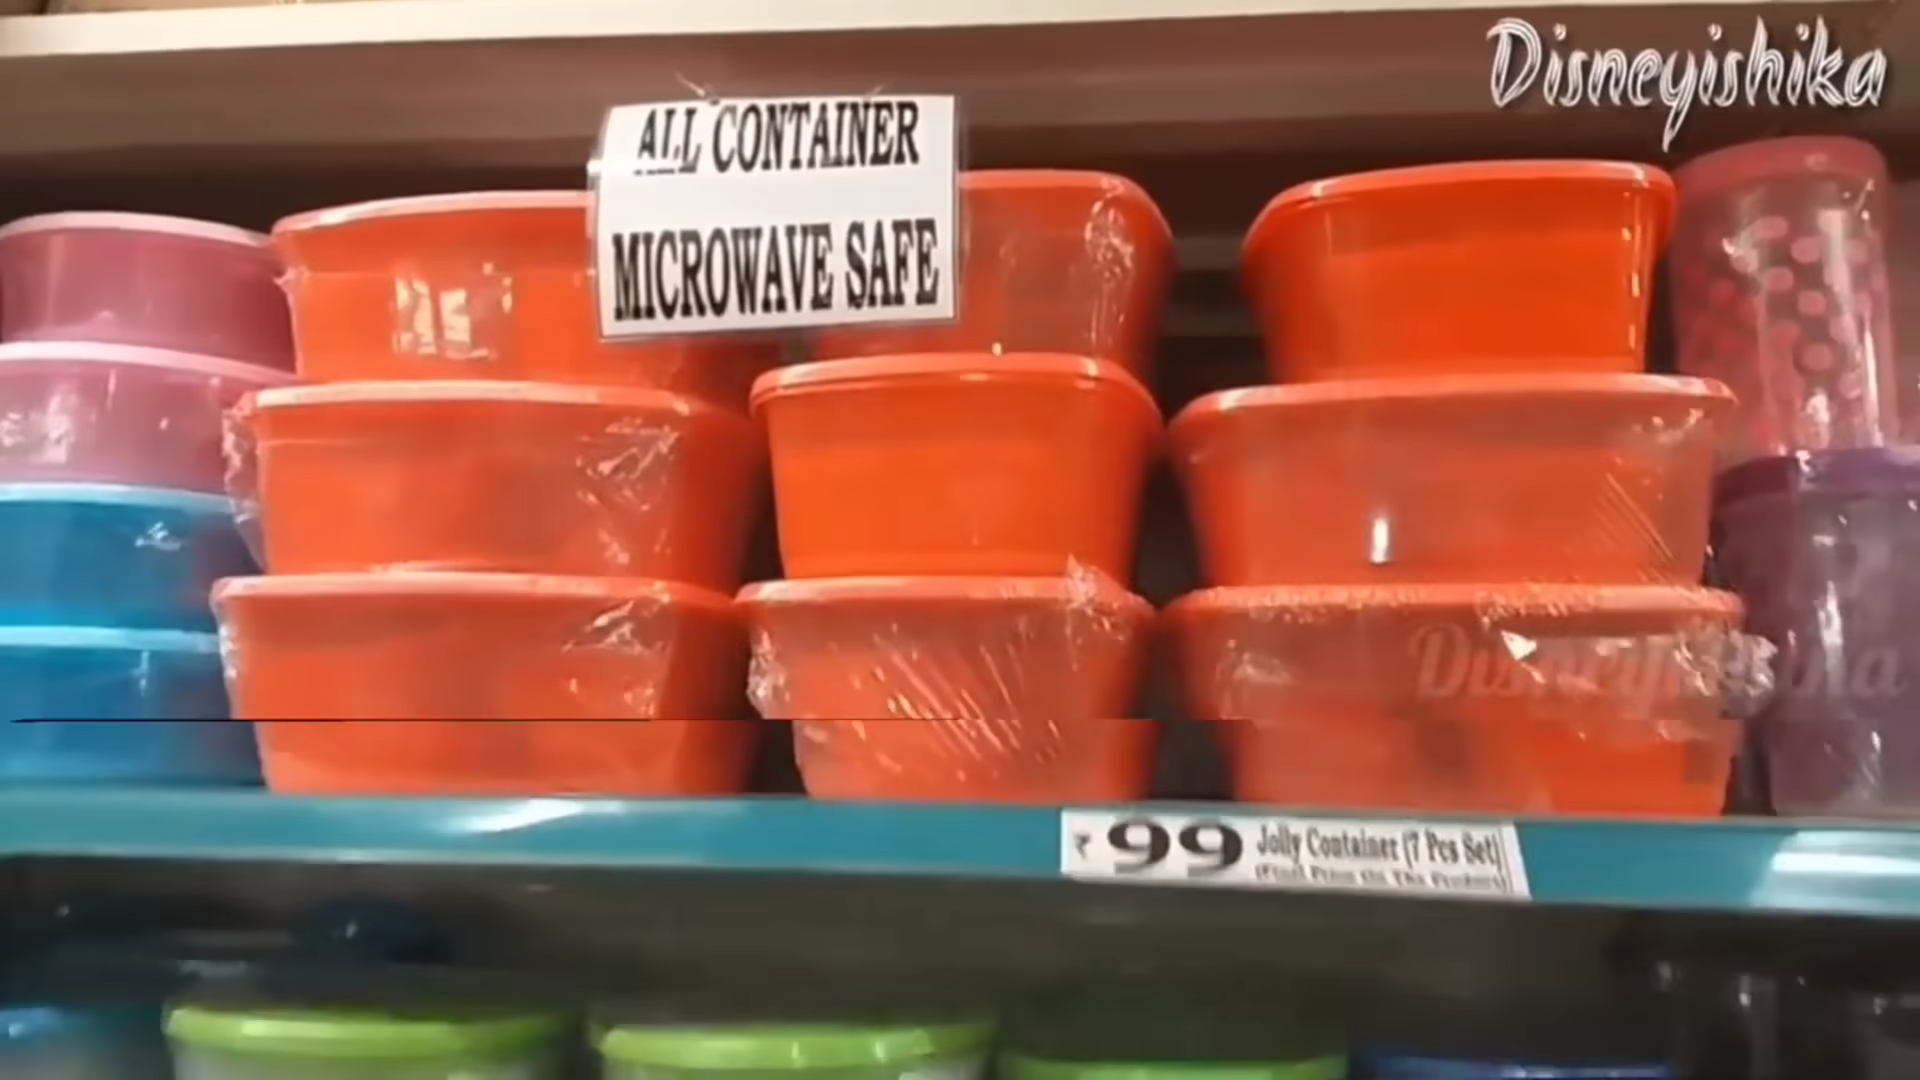 Disneyishika
ALL CONTAINER
MICROWAVE SAFE
Disneyishika
₹ 99 Jolly Container (7 Pcs Set)